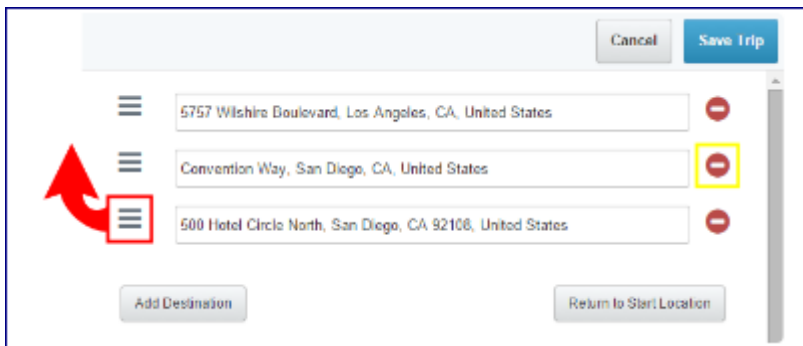 Cancel Save Trip
5757 Wilshire Boulevard, Los Angeles, CA, United States
Convention Way, San Diego, CA, United States
500 Hotel Circle North, San Diego, CA 92108, United States
Add Destination Return to Start Location